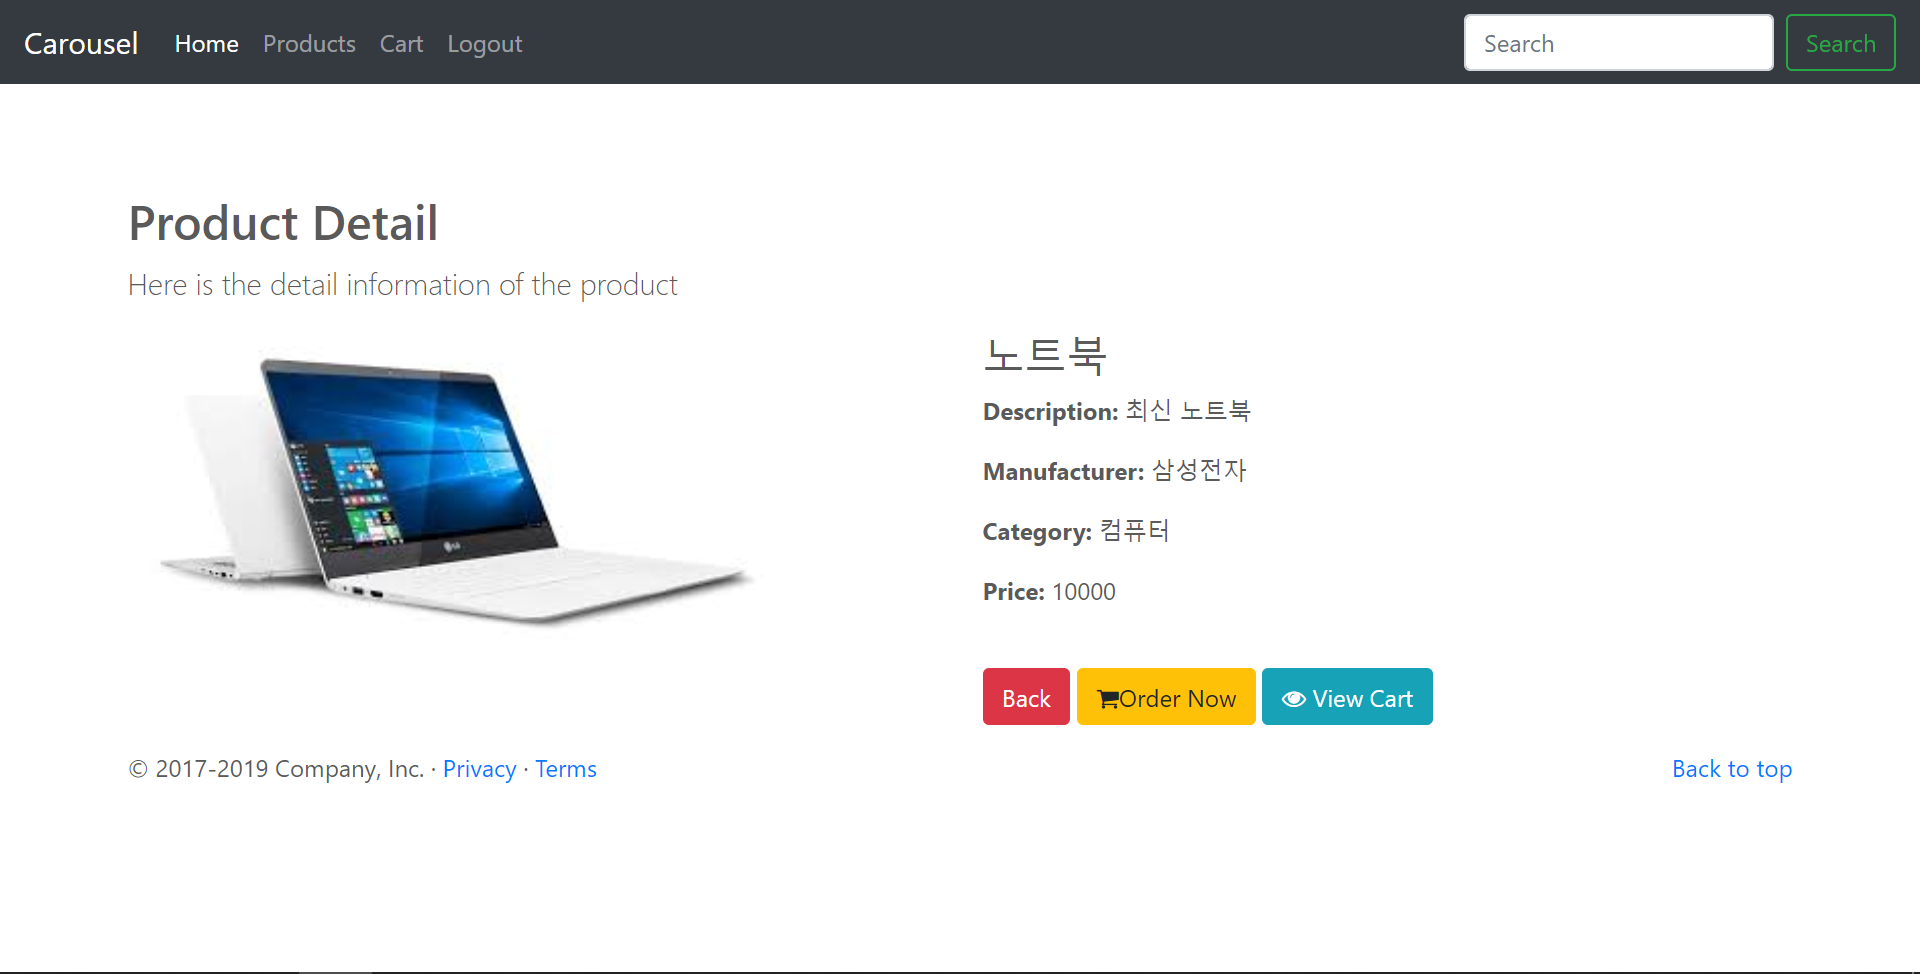 Carousel Home Products Cart Logout Search Search
Product Detail
Here is the detail information of the product
노트북
Description: 최신 노트북
Manufacturer: 삼성전자
Category: 컴퓨터
Price: 10000
Back Order Now View Cart
© 2017-2019 Company, Inc. · Privacy · Terms Back to top